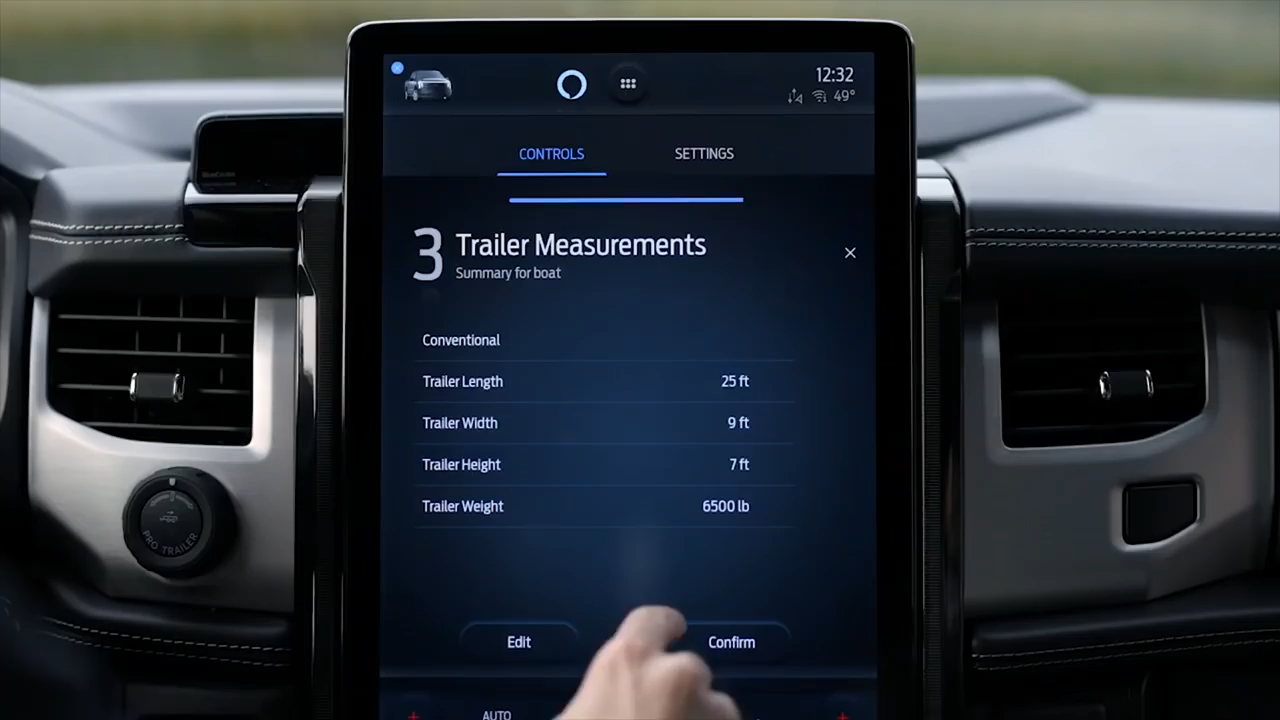 12:32
49°
CONTROLS SETTINGS
3 Trailer Measurements
Summary for boat
Conventional
Trailer Length 25 ft
Trailer Width 9 ft
Trailer Height 7 ft
Trailer Weight 6500 lb
Edit Confirm
PRO TRAILER
AUTO